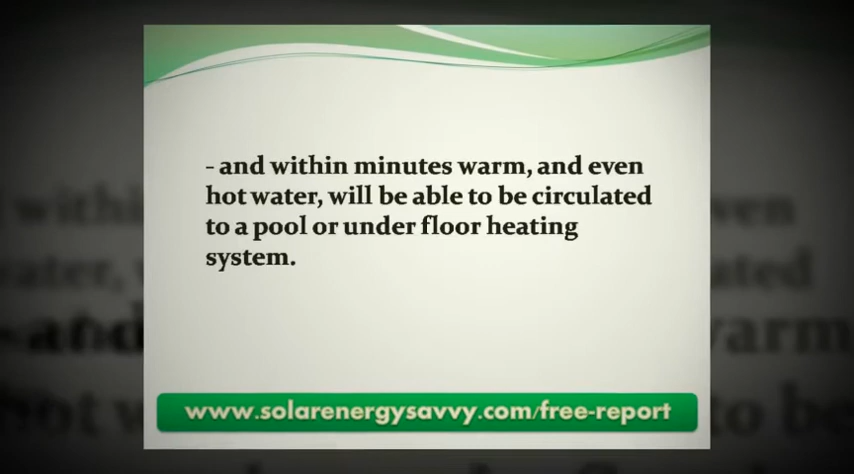 - and within minutes warm, and even
hot water, will be able to be circulated
to a pool or under floor heating
system.
www.solarenergysavvy.com/free-report